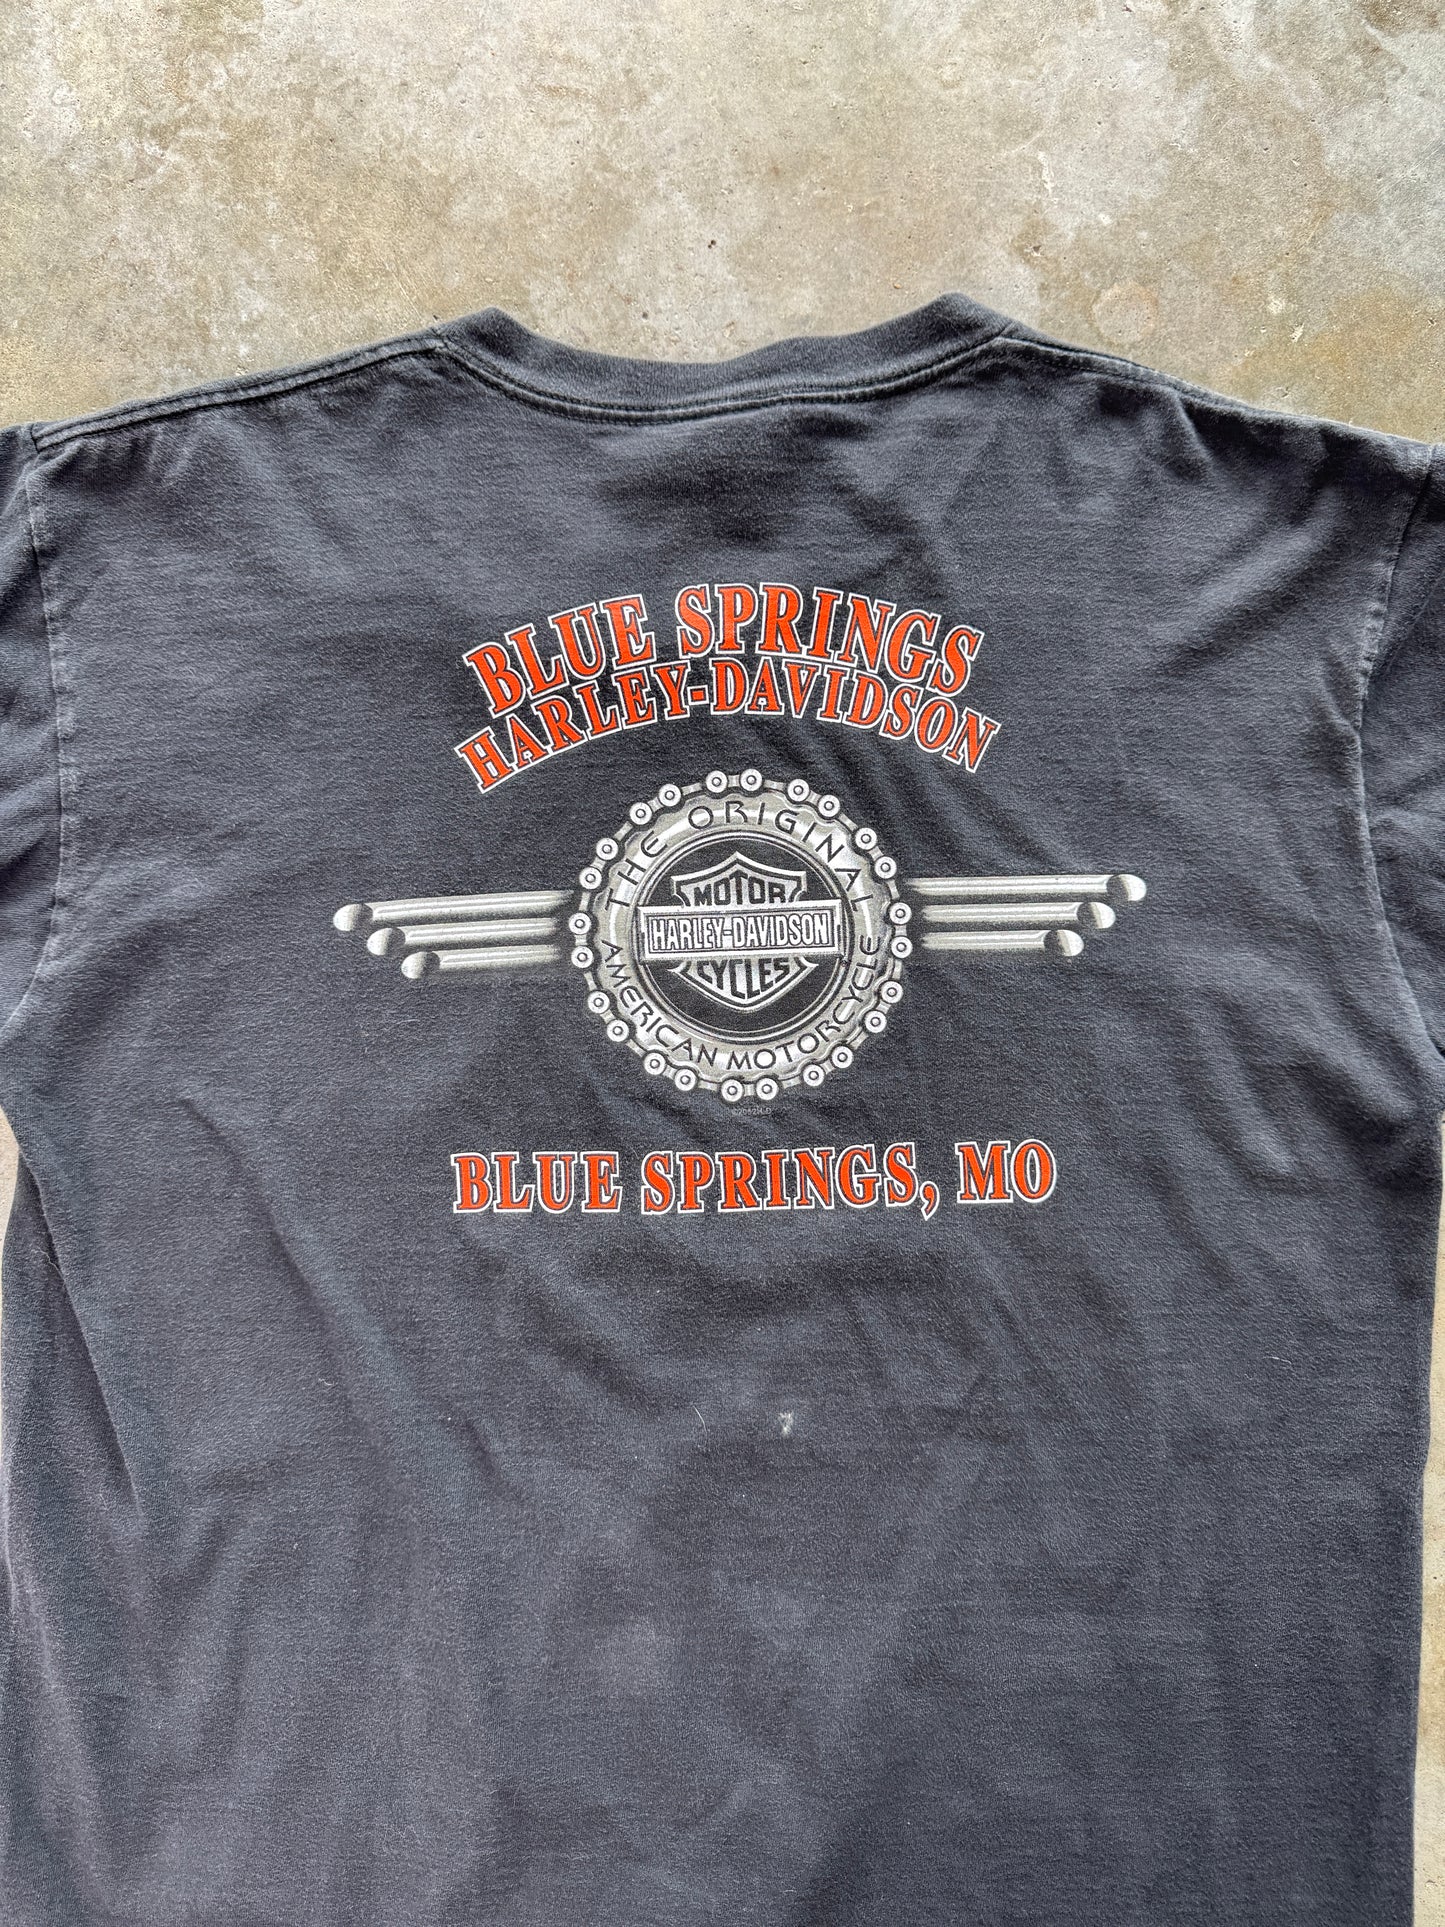 BLUE SPRINGS
HARLEY-DAVIDSON
THE ORIGINAL
MOTOR
HARLEY-DAVIDSON
CYCLES
AMERICAN MOTORCYCLE
BLUE SPRINGS, MO